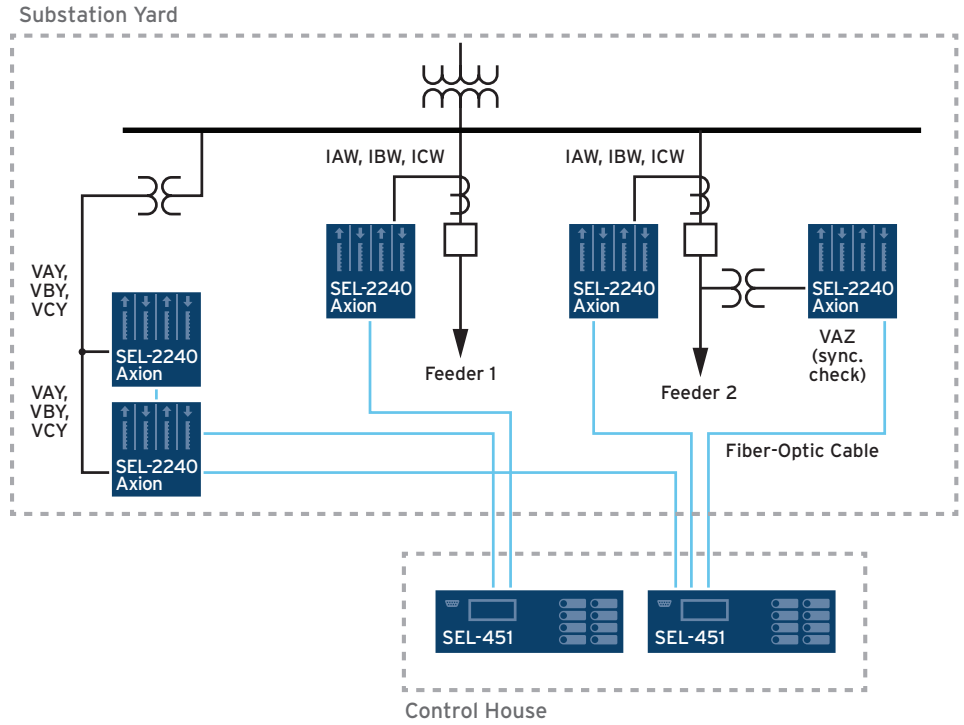 Substation Yard
IAW, IBW, ICW
IAW, IBW, ICW
VAY,
VBY,
VCY
SEL-2240
Axion
SEL-2240
Axion
SEL-2240
Axion
VAZ
(sync.
check)
Feeder 1
Feeder 2
SEL-2240
Axion
VAY,
VBY,
VCY
SEL-2240
Axion
Fiber-Optic Cable
SEL-451
SEL-451
Control House